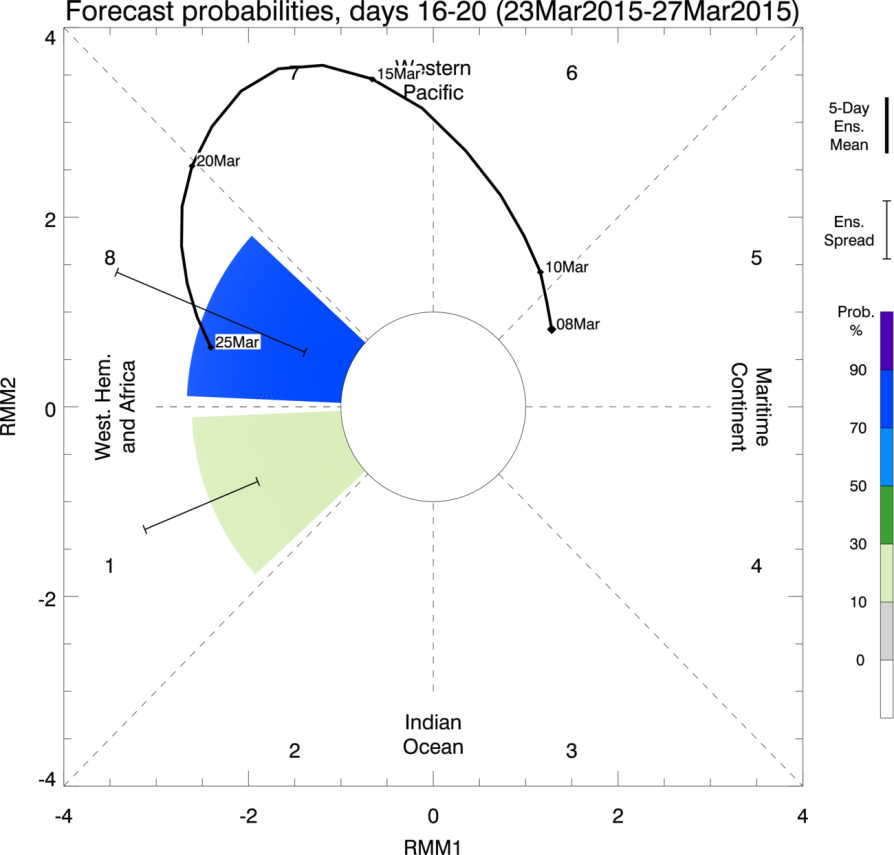 Forecast probabilities, days 16-20 (23Mar2015-27Mar2015)
4
7
15Mar
Western
Pacific
6
5-Day
Ens.
Mean
20Mar
2
Ens.
Spread
8
5
10Mar
08Mar
25Mar
Prob.
%
90
70
50
30
10
0
RMM2
0
West. Hem.
and Africa
Maritime
Continent
1
4
-2
Indian
Ocean
2
3
-4
-4
-2
0
2
4
RMM1